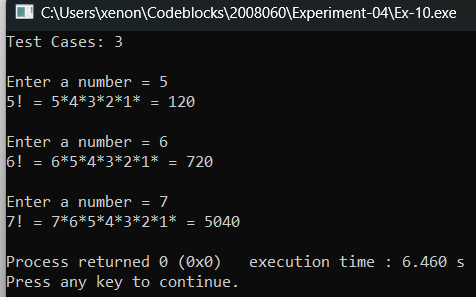 C:\Users\xenon\Codeblocks\2008060\Experiment-04\Ex-10.exe
Test Cases: 3
Enter a number = 5
5! = 5*4*3*2*1* = 120
Enter a number = 6
6! = 6*5*4*3*2*1* = 720
Enter a number = 7
7! = 7*6*5*4*3*2*1* = 5040
Process returned 0 (0x0)   execution time : 6.460 s
Press any key to continue.